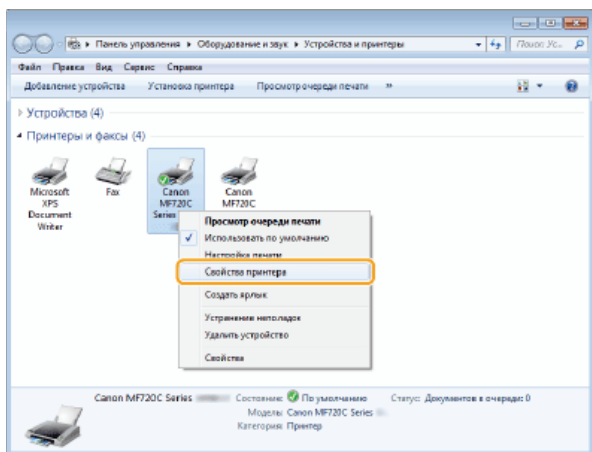 Панель управления ▸ Оборудование и звук ▸ Устройства и принтеры
Поиск: Ус...
Файл Правка Вид Сервис Справка
Добавление устройства Установка принтера Просмотр очереди печати »
Устройства (4)
Принтеры и факсы (4)
Microsoft XPS Document Writer
Fax
Canon MF720C Series
Canon MF720C
Просмотр очереди печати
Использовать по умолчанию
Настройка печати
Свойства принтера
Создать ярлык
Устранение неполадок
Удалить устройство
Свойства
Canon MF720C Series Состояние: По умолчанию Статус: Документов в очереди: 0
Модель: Canon MF720C Series
Категория: Принтер